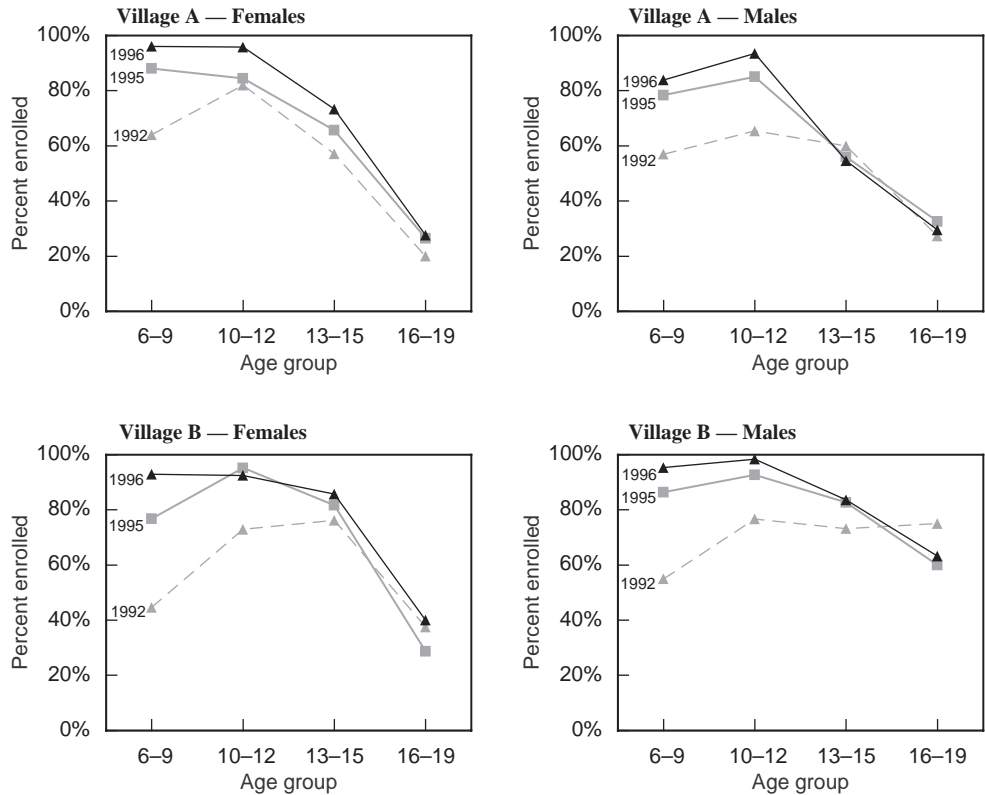 Village A — Females
100%
80%
60%
40%
20%
0%
Percent enrolled
1996
1995
1992
6–9 10–12 13–15 16–19
Age group
Village A — Males
100%
80%
60%
40%
20%
0%
Percent enrolled
1996
1995
1992
6–9 10–12 13–15 16–19
Age group
Village B — Females
100%
80%
60%
40%
20%
0%
Percent enrolled
1996
1995
1992
6–9 10–12 13–15 16–19
Age group
Village B — Males
100%
80%
60%
40%
20%
0%
Percent enrolled
1996
1995
1992
6–9 10–12 13–15 16–19
Age group